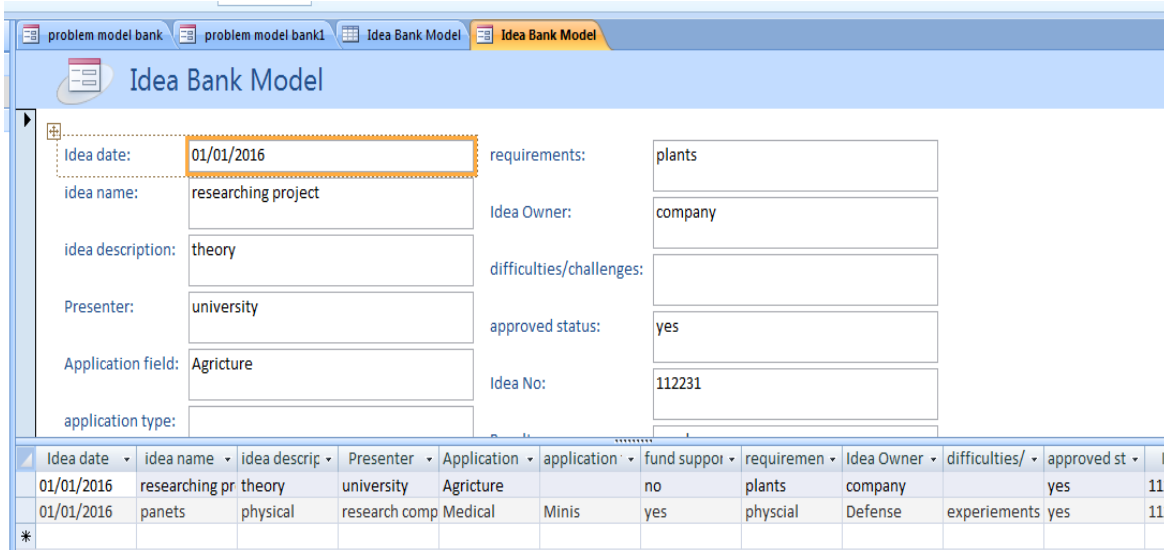 problem model bank problem model bank1 Idea Bank Model Idea Bank Model
Idea Bank Model
Idea date: 01/01/2016
idea name: researching project
idea description: theory
Presenter: university
Application field: Agricture
application type:
requirements: plants
Idea Owner: company
difficulties/challenges:
approved status: yes
Idea No: 112231
Idea date idea name idea descrip Presenter Application application fund suppor requiremen Idea Owner difficulties/ approved st
01/01/2016 researching pr theory university Agricture no plants company yes 11
01/01/2016 panets physical research comp Medical Minis yes physcial Defense experiements yes 11